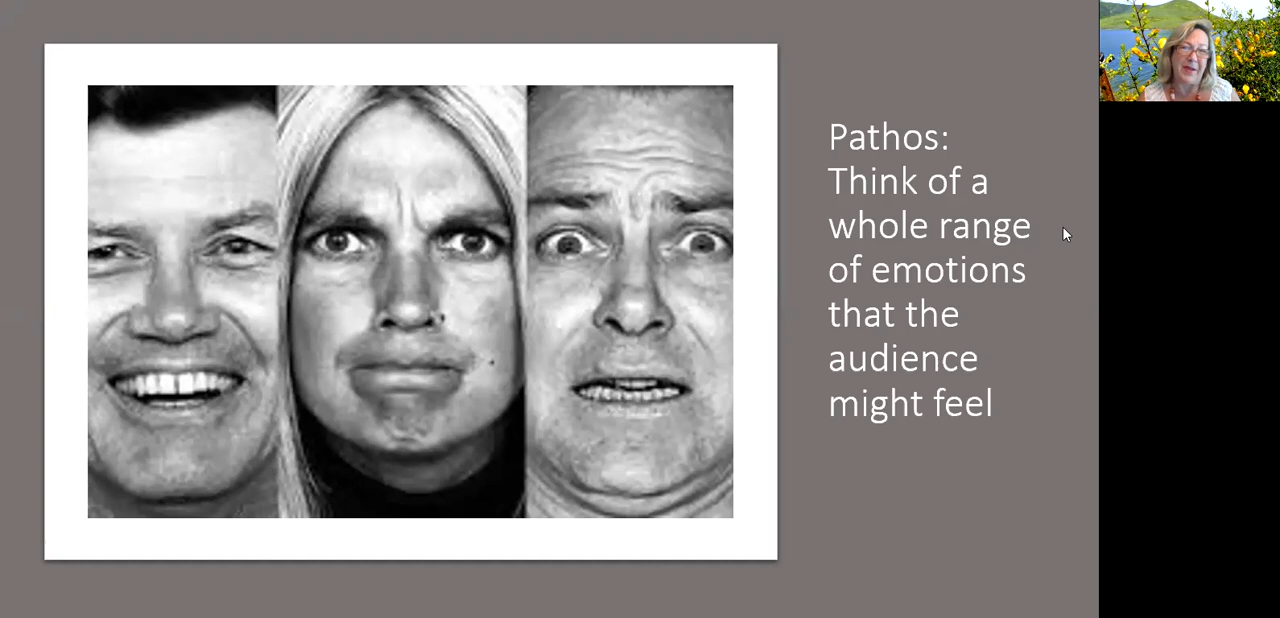 Pathos:
Think of a
whole range
of emotions
that the
audience
might feel